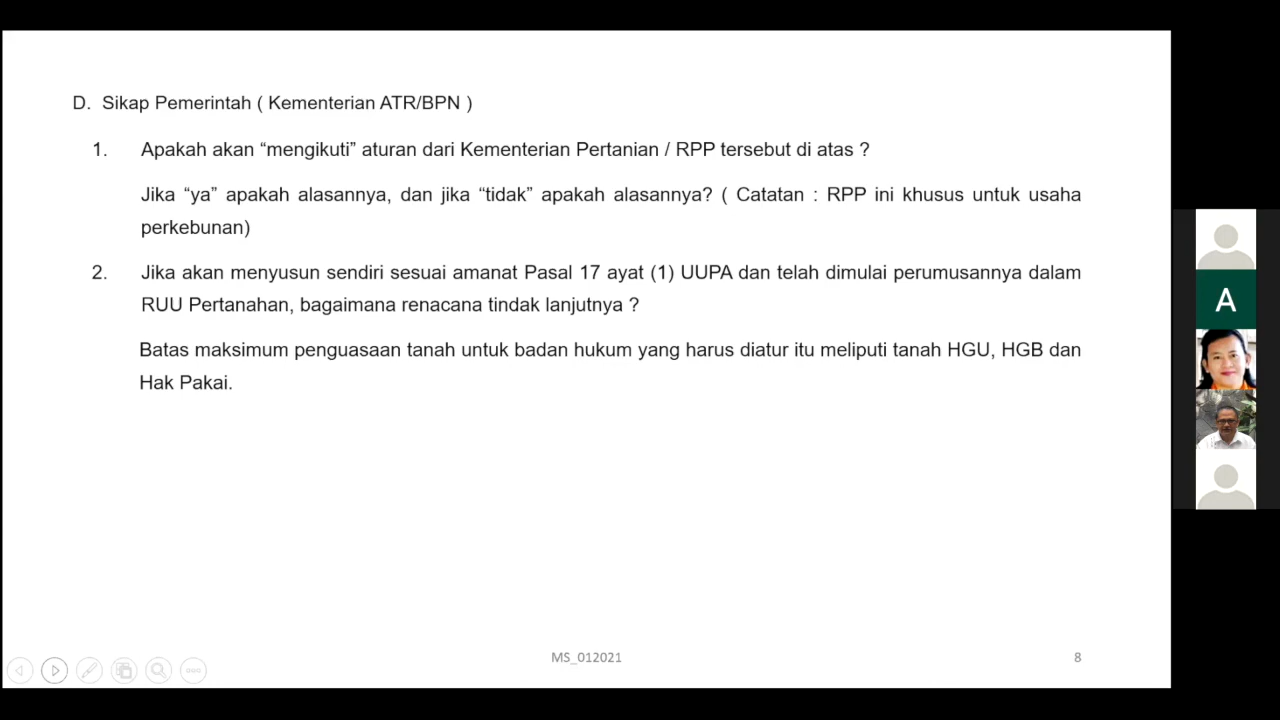 D. Sikap Pemerintah ( Kementerian ATR/BPN )
1. Apakah akan “mengikuti” aturan dari Kementerian Pertanian / RPP tersebut di atas ?
Jika “ya” apakah alasannya, dan jika “tidak” apakah alasannya? ( Catatan : RPP ini khusus untuk usaha
perkebunan)
2. Jika akan menyusun sendiri sesuai amanat Pasal 17 ayat (1) UUPA dan telah dimulai perumusannya dalam
RUU Pertanahan, bagaimana renacana tindak lanjutnya ?
Batas maksimum penguasaan tanah untuk badan hukum yang harus diatur itu meliputi tanah HGU, HGB dan
Hak Pakai.
MS_012021 8
A